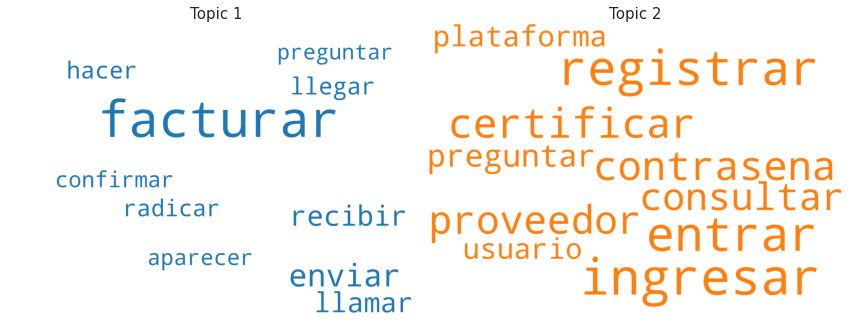 Topic 1
preguntar
hacer
llegar
facturar
confirmar
radicar
recibir
aparecer
enviar
llamar
Topic 2
plataforma
registrar
certificar
preguntar
contrasena
consultar
proveedor
entrar
usuario
ingresar